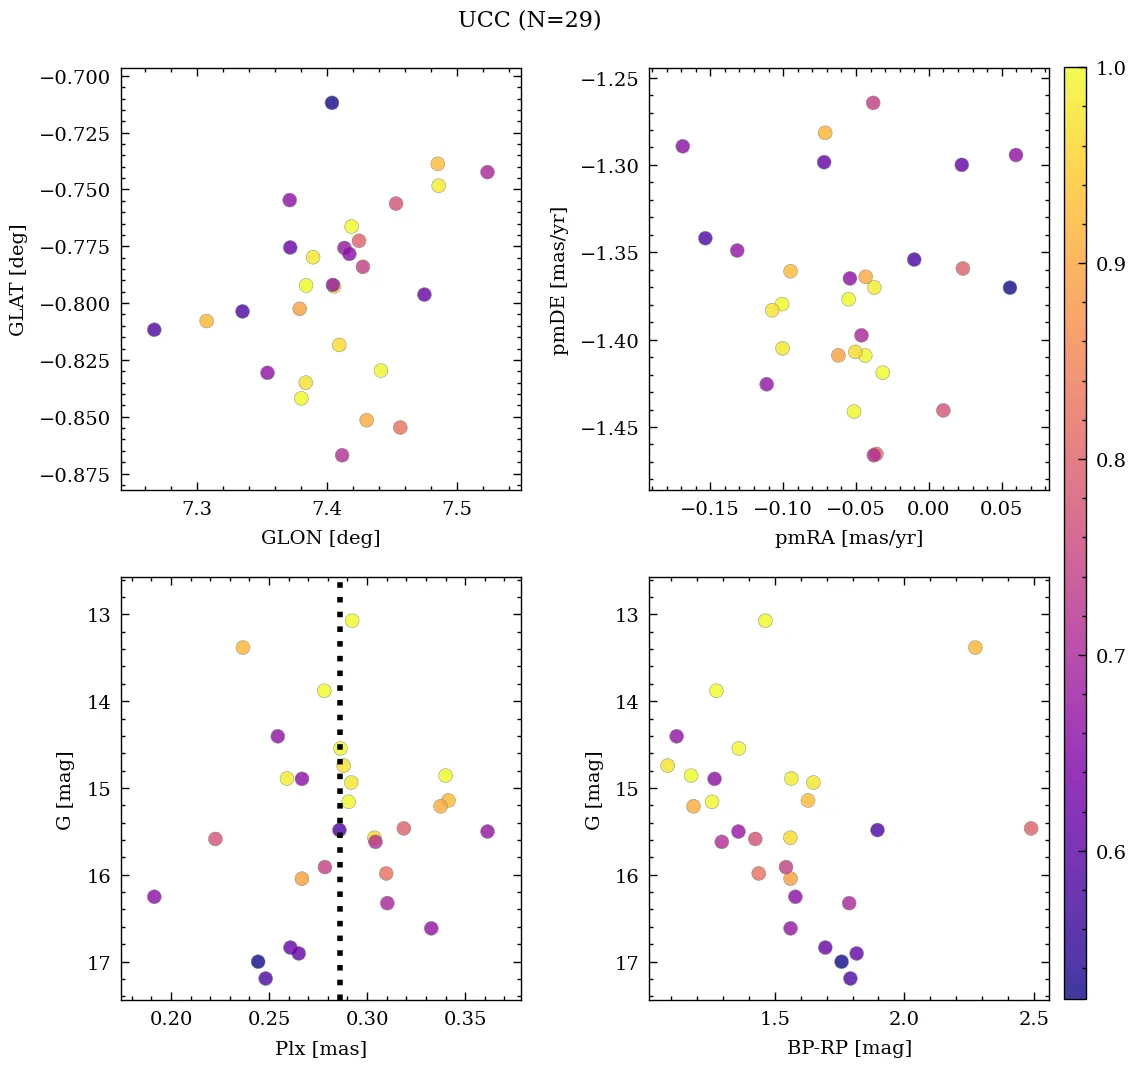 UCC (N=29)
−0.700
−0.725
−0.750
−0.775
−0.800
−0.825
−0.850
−0.875
GLAT [deg]
7.3 7.4 7.5
GLON [deg]
−1.25
−1.30
−1.35
−1.40
−1.45
pmDE [mas/yr]
−0.15 −0.10 −0.05 0.00 0.05
pmRA [mas/yr]
13
14
15
16
17
G [mag]
0.20 0.25 0.30 0.35
Plx [mas]
13
14
15
16
17
G [mag]
1.5 2.0 2.5
BP-RP [mag]
1.0
0.9
0.8
0.7
0.6